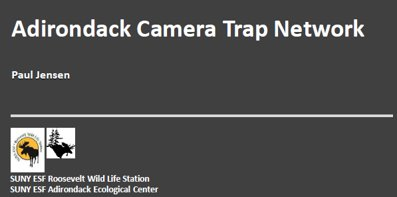 Adirondack Camera Trap Network
Paul Jensen
SUNY ESF Roosevelt Wild Life Station
SUNY ESF Adirondack Ecological Center